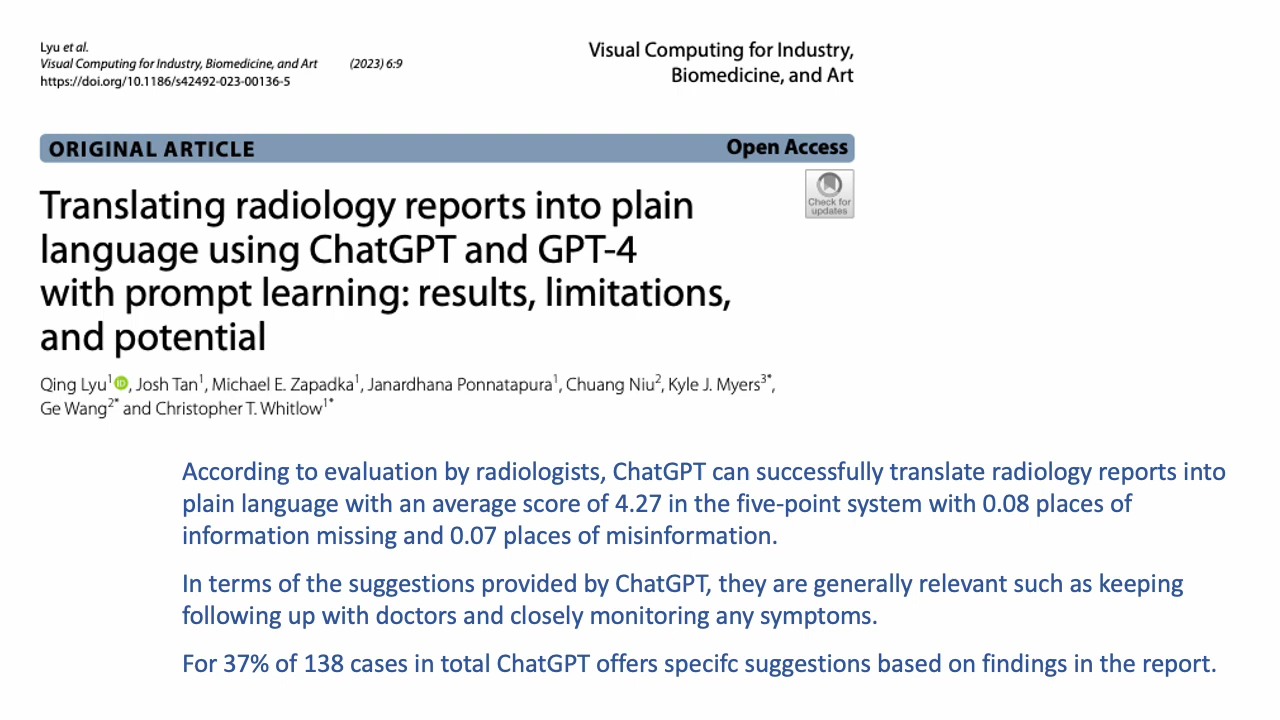 Lyu et al.
Visual Computing for Industry, Biomedicine, and Art (2023) 6:9
https://doi.org/10.1186/s42492-023-00136-5
Visual Computing for Industry,
Biomedicine, and Art
ORIGINAL ARTICLE
Open Access
Check for
updates
Translating radiology reports into plain
language using ChatGPT and GPT-4
with prompt learning: results, limitations,
and potential
Qing Lyu1 iD, Josh Tan1, Michael E. Zapadka1, Janardhana Ponnatapura1, Chuang Niu2, Kyle J. Myers3*,
Ge Wang2* and Christopher T. Whitlow1*
According to evaluation by radiologists, ChatGPT can successfully translate radiology reports into
plain language with an average score of 4.27 in the five-point system with 0.08 places of
information missing and 0.07 places of misinformation.
In terms of the suggestions provided by ChatGPT, they are generally relevant such as keeping
following up with doctors and closely monitoring any symptoms.
For 37% of 138 cases in total ChatGPT offers specifc suggestions based on findings in the report.